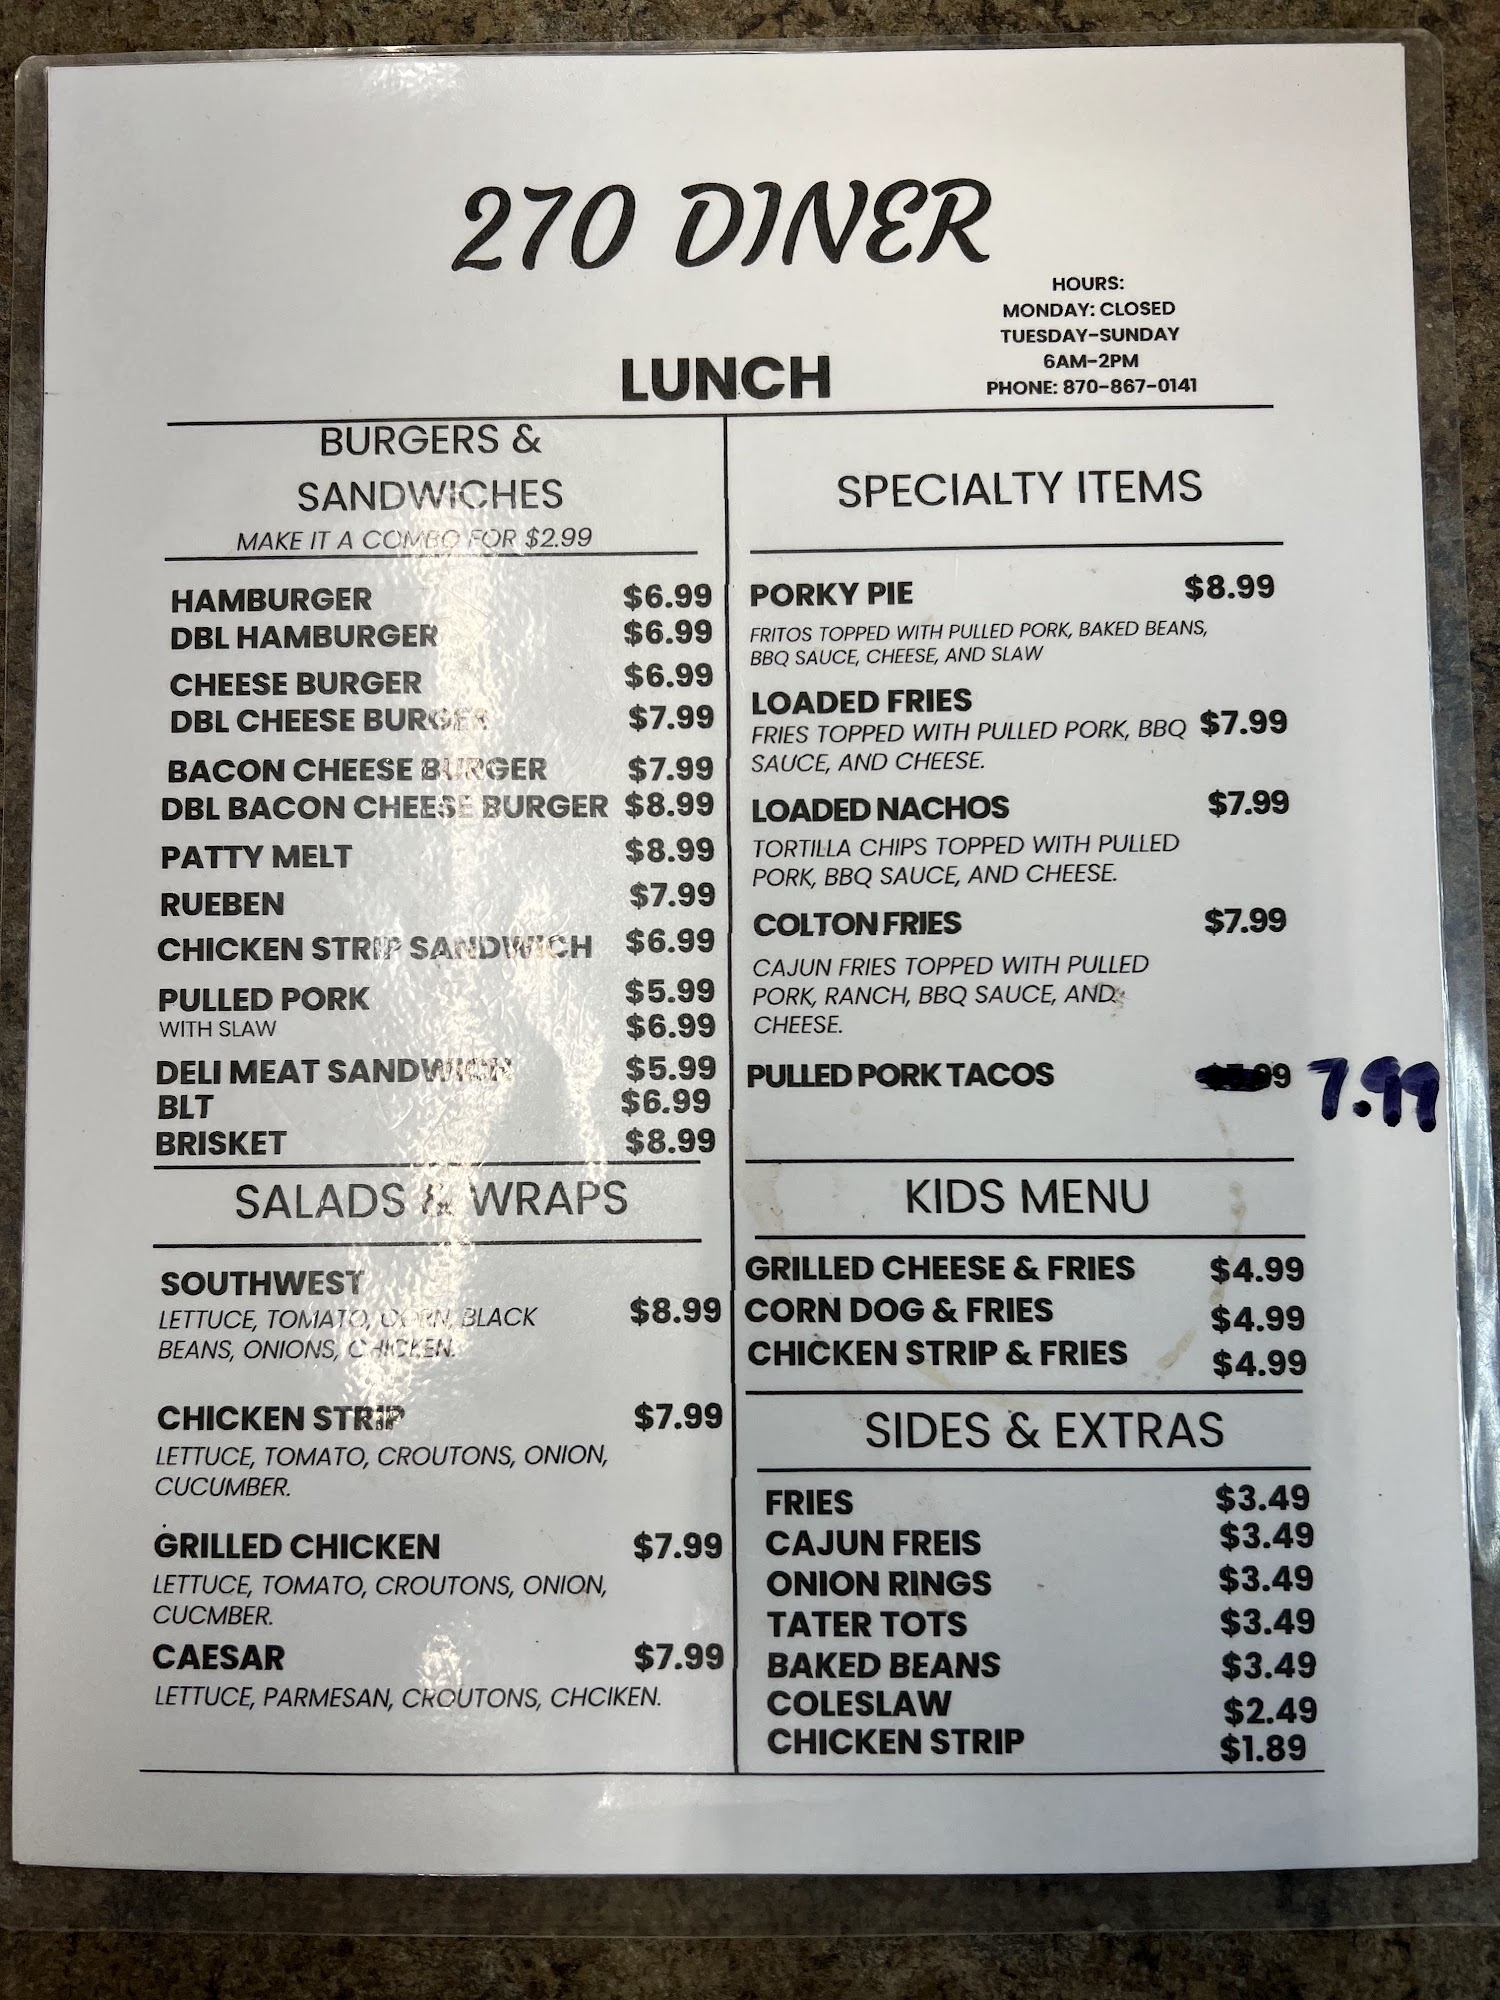 270 DINER
HOURS:
MONDAY: CLOSED
TUESDAY-SUNDAY
6AM-2PM
PHONE: 870-867-0141
LUNCH
BURGERS &
SANDWICHES
MAKE IT A COMBO FOR $2.99
HAMBURGER $6.99
DBL HAMBURGER $6.99
CHEESE BURGER $6.99
DBL CHEESE BURGER $7.99
BACON CHEESE BURGER $7.99
DBL BACON CHEESE BURGER $8.99
PATTY MELT $8.99
RUEBEN $7.99
CHICKEN STRIP SANDWICH $6.99
PULLED PORK $5.99
WITH SLAW $6.99
DELI MEAT SANDWICH $5.99
BLT $6.99
BRISKET $8.99
SALADS & WRAPS
SOUTHWEST
LETTUCE, TOMATO, CORN, BLACK $8.99
BEANS, ONIONS, CHICKEN.
CHICKEN STRIP $7.99
LETTUCE, TOMATO, CROUTONS, ONION,
CUCUMBER.
GRILLED CHICKEN $7.99
LETTUCE, TOMATO, CROUTONS, ONION,
CUCMBER.
CAESAR $7.99
LETTUCE, PARMESAN, CROUTONS, CHCIKEN.
SPECIALTY ITEMS
PORKY PIE $8.99
FRITOS TOPPED WITH PULLED PORK, BAKED BEANS,
BBQ SAUCE, CHEESE, AND SLAW
LOADED FRIES
FRIES TOPPED WITH PULLED PORK, BBQ $7.99
SAUCE, AND CHEESE.
LOADED NACHOS $7.99
TORTILLA CHIPS TOPPED WITH PULLED
PORK, BBQ SAUCE, AND CHEESE.
COLTON FRIES $7.99
CAJUN FRIES TOPPED WITH PULLED
PORK, RANCH, BBQ SAUCE, AND
CHEESE.
PULLED PORK TACOS 7.99
KIDS MENU
GRILLED CHEESE & FRIES $4.99
CORN DOG & FRIES $4.99
CHICKEN STRIP & FRIES $4.99
SIDES & EXTRAS
FRIES $3.49
CAJUN FREIS $3.49
ONION RINGS $3.49
TATER TOTS $3.49
BAKED BEANS $3.49
COLESLAW $2.49
CHICKEN STRIP $1.89